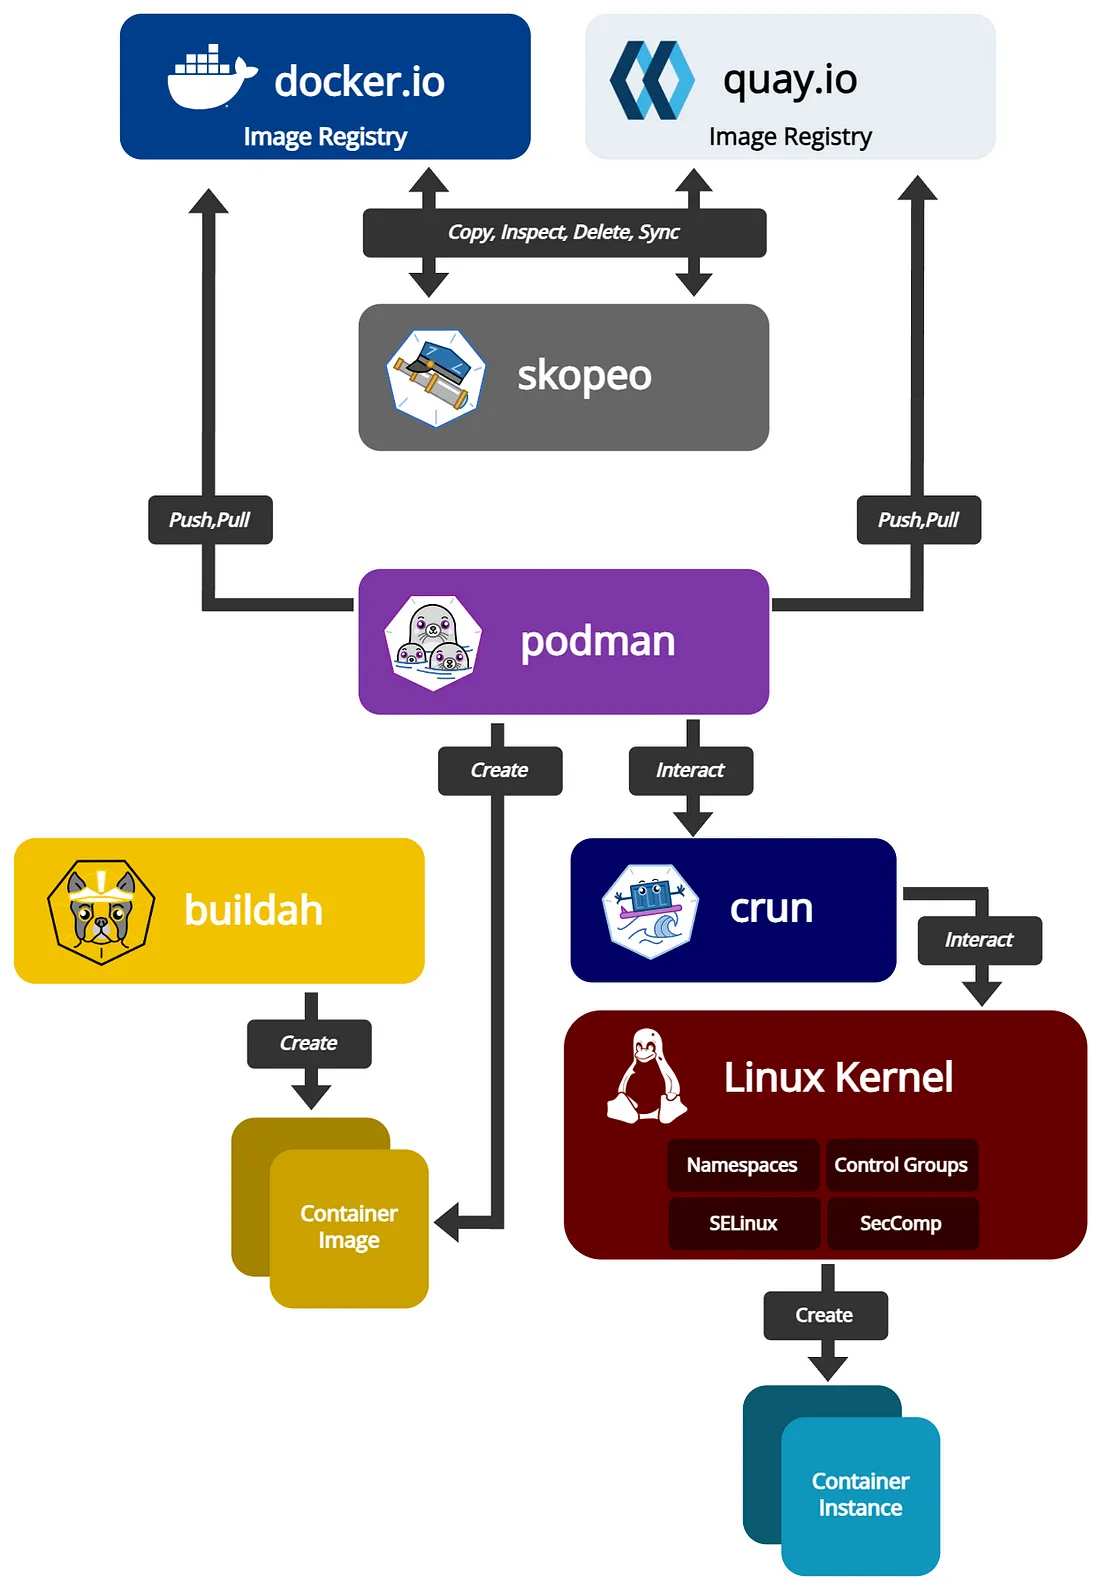 docker.io
Image Registry
quay.io
Image Registry
Copy, Inspect, Delete, Sync
skopeo
Push,Pull
Push,Pull
podman
Create
Interact
buildah
crun
Interact
Create
Linux Kernel
Namespaces
Control Groups
SELinux
SecComp
Container
Image
Create
Container
Instance